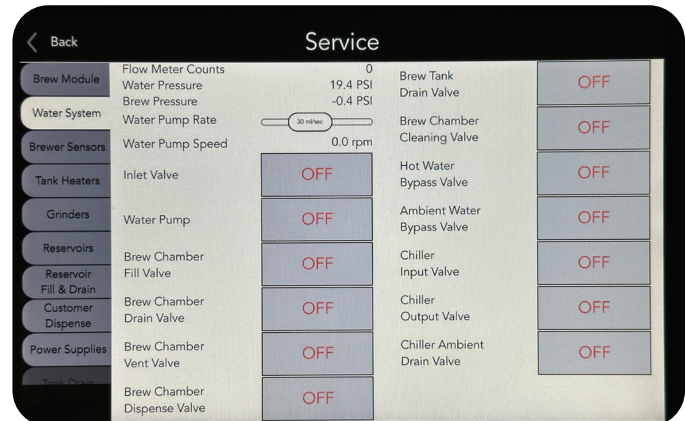 Back
Service
Brew Module
Water System
Brewer Sensors
Tank Heaters
Grinders
Reservoirs
Reservoir
Fill & Drain
Customer
Dispense
Power Supplies
Tank Drain
Flow Meter Counts 0
Water Pressure 19.4 PSI
Brew Pressure -0.4 PSI
Water Pump Rate 30 ml/sec
Water Pump Speed 0.0 rpm
Inlet Valve OFF
Water Pump OFF
Brew Chamber
Fill Valve OFF
Brew Chamber
Drain Valve OFF
Brew Chamber
Vent Valve OFF
Brew Chamber
Dispense Valve OFF
Brew Tank
Drain Valve OFF
Brew Chamber
Cleaning Valve OFF
Hot Water
Bypass Valve OFF
Ambient Water
Bypass Valve OFF
Chiller
Input Valve OFF
Chiller
Output Valve OFF
Chiller Ambient
Drain Valve OFF